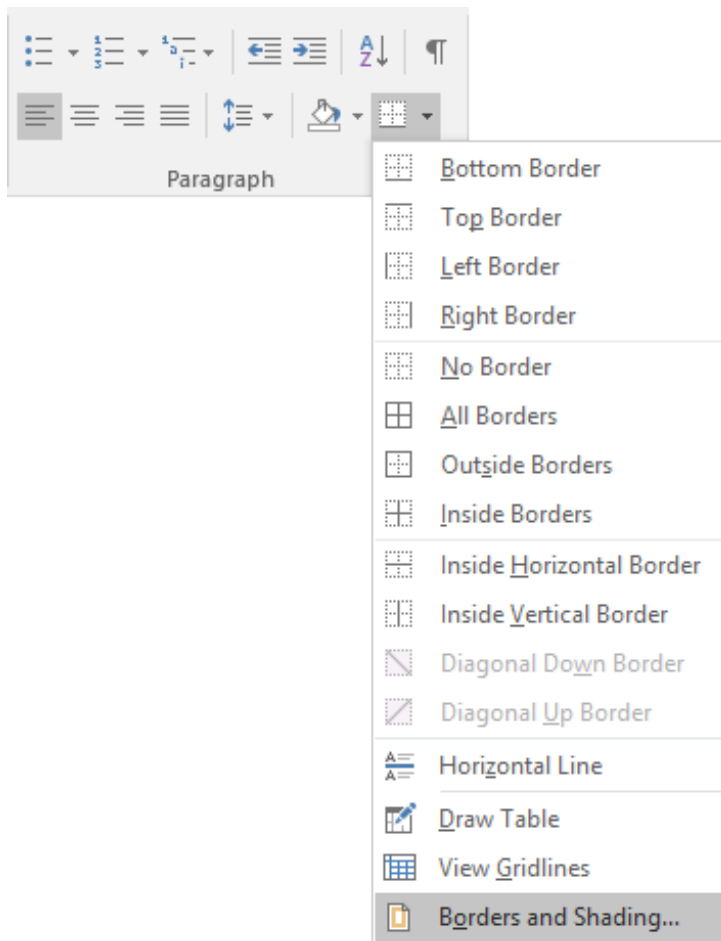 Paragraph
Bottom Border
Top Border
Left Border
Right Border
No Border
All Borders
Outside Borders
Inside Borders
Inside Horizontal Border
Inside Vertical Border
Diagonal Down Border
Diagonal Up Border
Horizontal Line
Draw Table
View Gridlines
Borders and Shading...